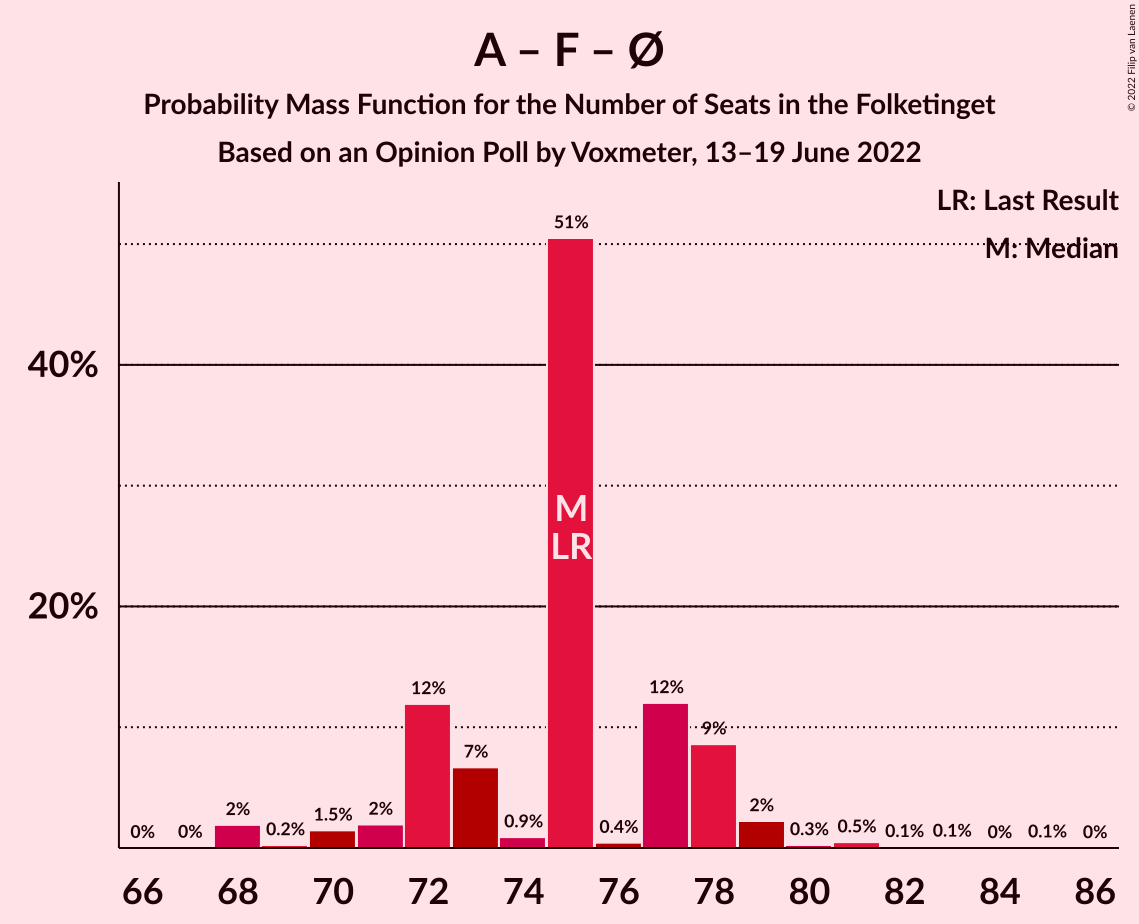 A – F – Ø
Probability Mass Function for the Number of Seats in the Folketinget
Based on an Opinion Poll by Voxmeter, 13–19 June 2022
© 2022 Filip van Laenen
LR: Last Result
M: Median
51%
40%
M
LR
20%
12%
12%
9%
7%
2%
2%
2%
1.5%
0.9%
0.5%
0.4%
0.3%
0.2%
0.1%
0.1%
0.1%
0%
0%
0%
0%
66 68 70 72 74 76 78 80 82 84 86